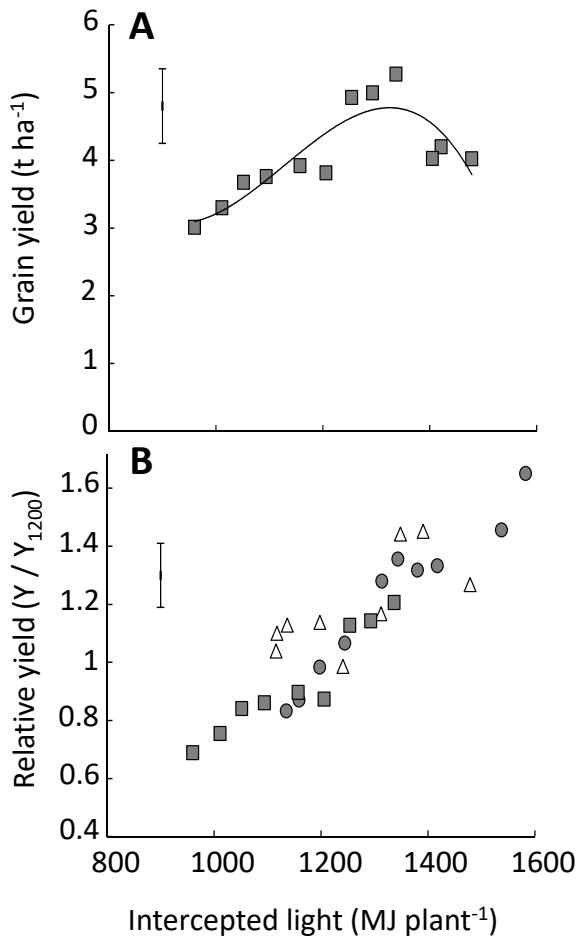 A
6
5
4
3
2
1
0
Grain yield (t ha⁻¹)
B
1.6
1.4
1.2
1
0.8
0.6
0.4
Relative yield (Y / Y₁₂₀₀)
800 1000 1200 1400 1600
Intercepted light (MJ plant⁻¹)